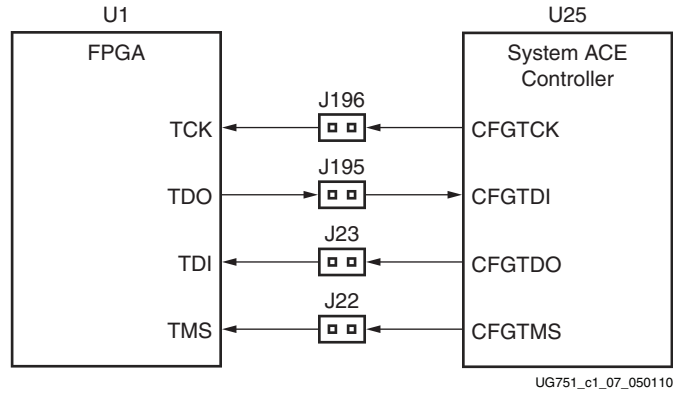 U1
U25
FPGA
System ACE
Controller
J196
TCK
CFGTCK
J195
TDO
CFGTDI
J23
TDI
CFGTDO
J22
TMS
CFGTMS
UG751_c1_07_050110